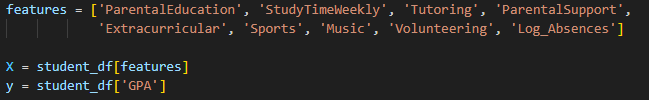 features = ['ParentalEducation', 'StudyTimeWeekly', 'Tutoring', 'ParentalSupport',
'Extracurricular', 'Sports', 'Music', 'Volunteering', 'Log_Absences']
X = student_df[features]
y = student_df['GPA']